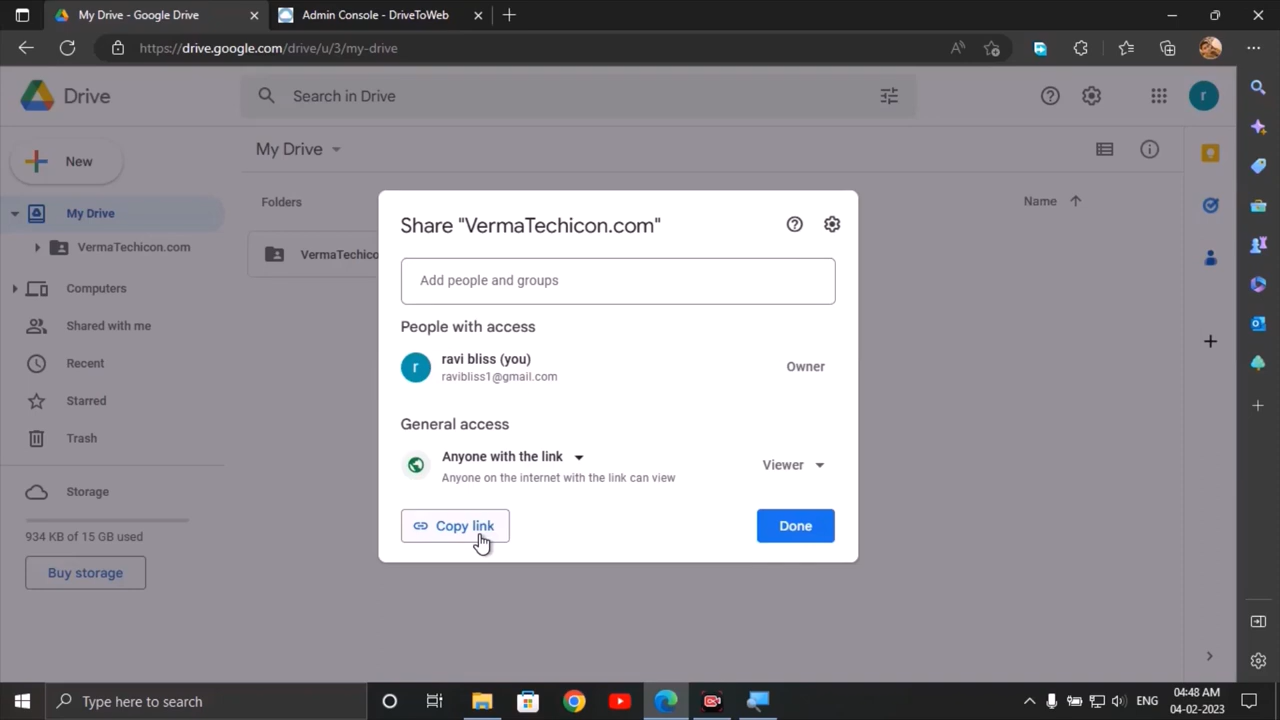 My Drive - Google Drive
Admin Console - DriveToWeb
https://drive.google.com/drive/u/3/my-drive
Drive
Search in Drive
r
New
My Drive
My Drive
Folders
Name
VermaTechicon.com
VermaTechico
Computers
Shared with me
Recent
Starred
Trash
Storage
934 KB of 15 GB used
Buy storage
Share "VermaTechicon.com"
Add people and groups
People with access
r
ravi bliss (you)
ravibliss1@gmail.com
Owner
General access
Anyone with the link
Anyone on the internet with the link can view
Viewer
Copy link
Done
Type here to search
ENG
04:48 AM
04-02-2023